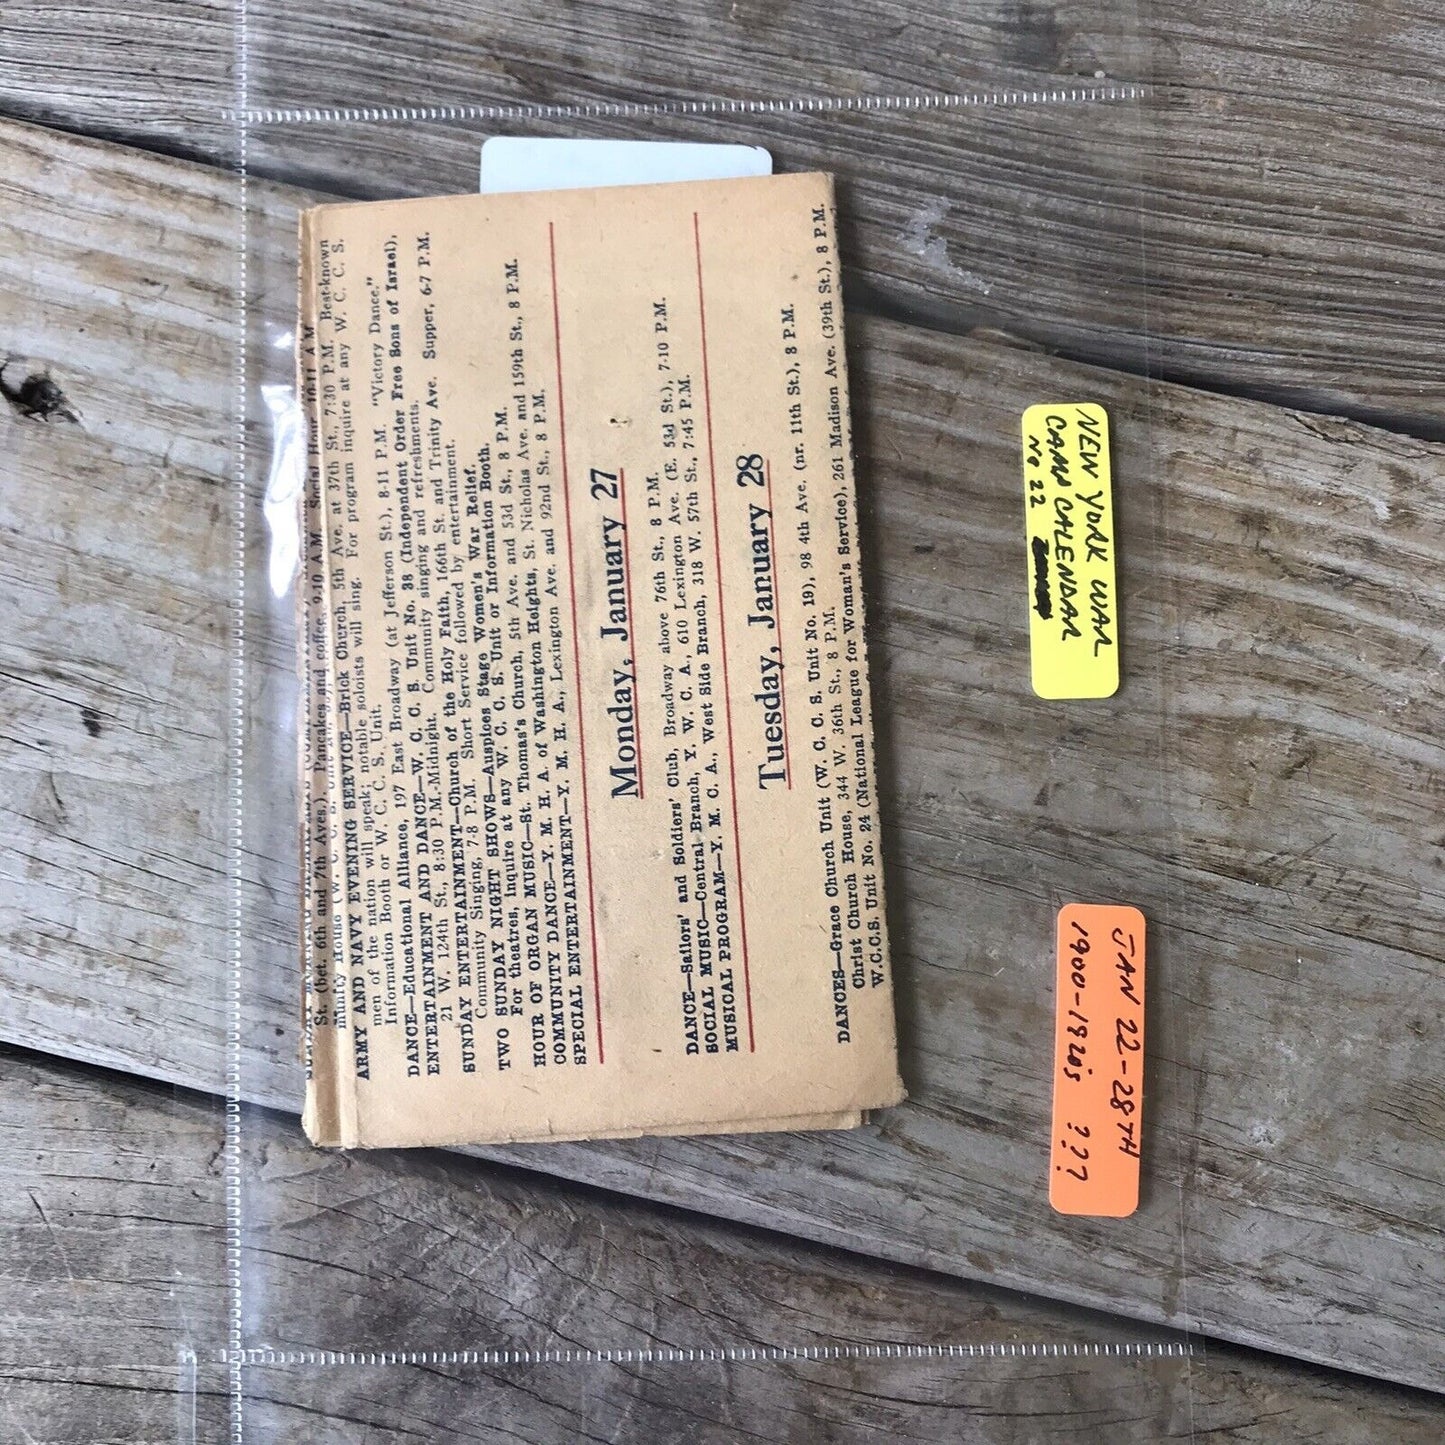 St. (bet. 6th and 7th Aves.). Pancakes and coffee, 9-10 A.M. Social Hour, 10-11 A.M.
munity House (W. C. C. S. Unit No.
ARMY AND NAVY EVENING SERVICE—Brick Church, 5th Ave. at 37th St., 7:30 P.M. Best-known
men of the nation will speak; notable soloists will sing. For program inquire at any W. C. C. S.
Information Booth or W. C. C. S. Unit.
DANCE—Educational Alliance, 197 East Broadway (at Jefferson St.), 8-11 P.M. "Victory Dance."
ENTERTAINMENT AND DANCE—W. C. C. S. Unit No. 38 (Independent Order Free Sons of Israel),
21 W. 124th St., 8:30 P.M.-Midnight. Community singing and refreshments.
SUNDAY ENTERTAINMENT—Church of the Holy Faith, 166th St. and Trinity Ave. Supper, 6-7 P.M.
Community Singing, 7-8 P.M. Short Service followed by entertainment.
TWO SUNDAY NIGHT SHOWS—Auspices Stage Women's War Relief.
For theatres, inquire at any W. C. C. S. Unit or Information Booth.
HOUR OF ORGAN MUSIC—St. Thomas's Church, 5th Ave. and 53d St., 8 P.M.
COMMUNITY DANCE—Y. M. H. A. of Washington Heights, St. Nicholas Ave. and 159th St., 8 P.M.
SPECIAL ENTERTAINMENT—Y. M. H. A., Lexington Ave. and 92nd St., 8 P.M.
Monday, January 27
DANCE—Sailors' and Soldiers' Club, Broadway above 76th St., 8 P.M.
SOCIAL MUSIC—Central Branch, Y. W. C. A., 610 Lexington Ave. (E. 53d St.), 7-10 P.M.
MUSICAL PROGRAM—Y. M. C. A., West Side Branch, 318 W. 57th St., 7:45 P.M.
Tuesday, January 28
DANCES—Grace Church Unit (W. C. C. S. Unit No. 19), 98 4th Ave. (nr. 11th St.), 8 P.M.
Christ Church House, 344 W. 36th St., 8 P.M.
W.C.C.S. Unit No. 24 (National League for Woman's Service), 261 Madison Ave. (39th St.), 8 P.M.
NEW YORK WAR
CAMP CALENDAR
No 22
JAN 22-28TH
1900-1920's ???